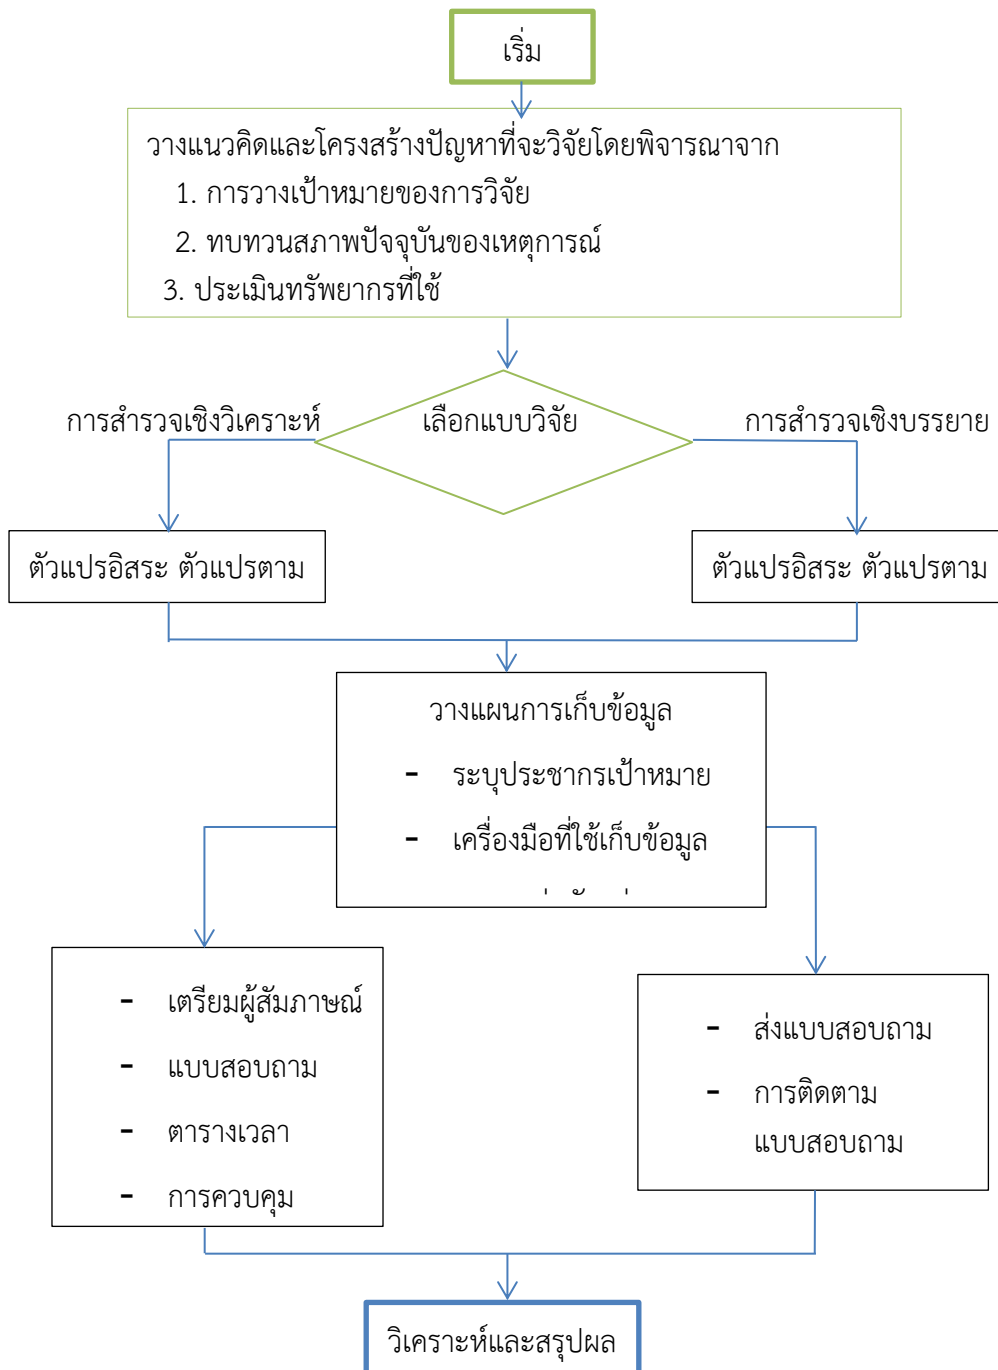 เริ่ม
วางแนวคิดและโครงสร้างปัญหาที่จะวิจัยโดยพิจารณาจาก
1. การวางเป้าหมายของการวิจัย
2. ทบทวนสภาพปัจจุบันของเหตุการณ์
3. ประเมินทรัพยากรที่ใช้
การสำรวจเชิงวิเคราะห์
เลือกแบบวิจัย
การสำรวจเชิงบรรยาย
ตัวแปรอิสระ ตัวแปรตาม
ตัวแปรอิสระ ตัวแปรตาม
วางแผนการเก็บข้อมูล
- ระบุประชากรเป้าหมาย
- เครื่องมือที่ใช้เก็บข้อมูล
- เตรียมผู้สัมภาษณ์
- แบบสอบถาม
- ตารางเวลา
- การควบคุม
- ส่งแบบสอบถาม
- การติดตาม
แบบสอบถาม
วิเคราะห์และสรุปผล